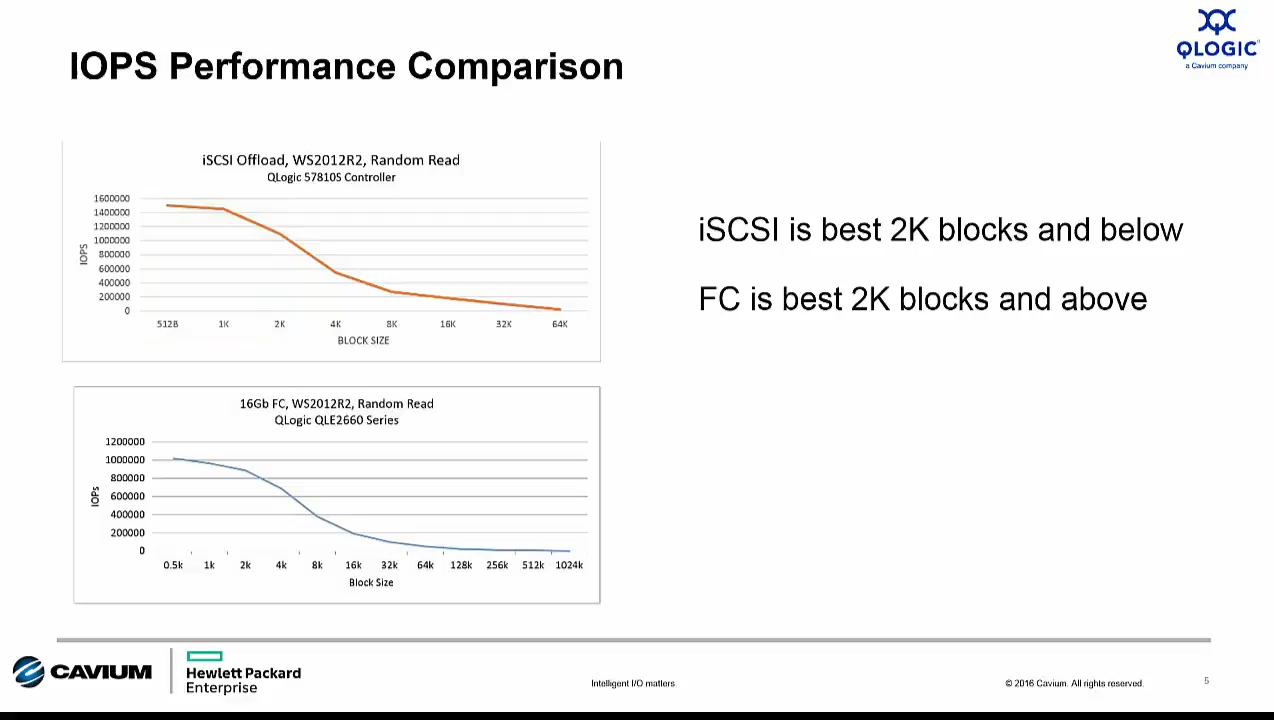 IOPS Performance Comparison
QLOGIC
a Cavium company
iSCSI Offload, WS2012R2, Random Read
QLogic 57810S Controller
1600000
1400000
1200000
1000000
800000
600000
400000
200000
0
IOPS
512B 1K 2K 4K 8K 16K 32K 64K
BLOCK SIZE
iSCSI is best 2K blocks and below
FC is best 2K blocks and above
16Gb FC, WS2012R2, Random Read
QLogic QLE2660 Series
1200000
1000000
800000
600000
400000
200000
0
IOPs
0.5k 1k 2k 4k 8k 16k 32k 64k 128k 256k 512k 1024k
Block Size
CAVIUM
Hewlett Packard
Enterprise
Intelligent I/O matters.
© 2016 Cavium. All rights reserved.
5